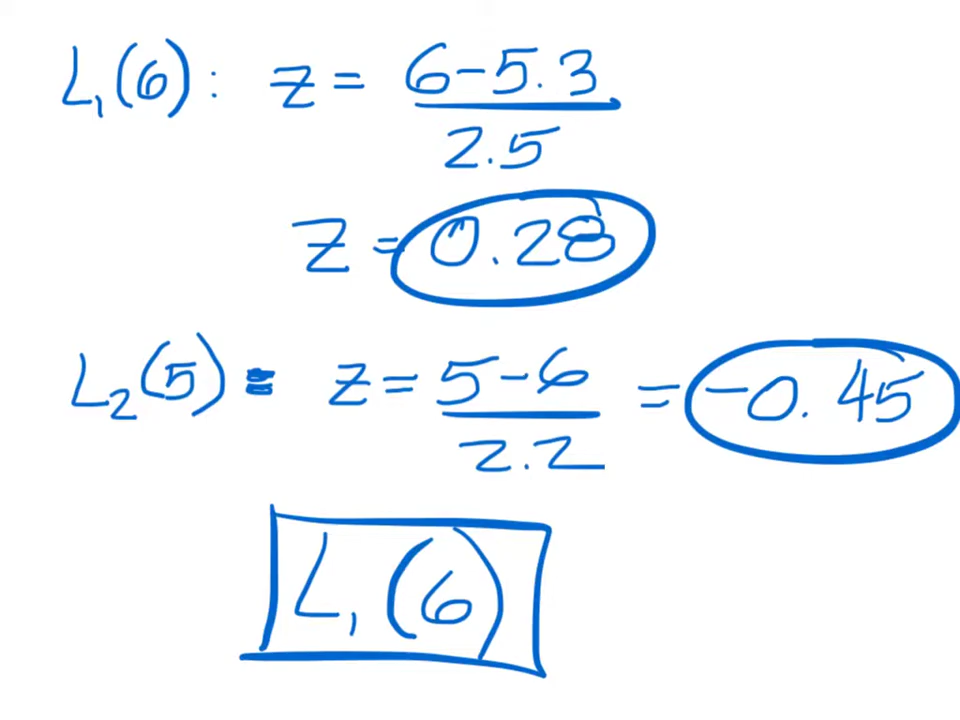 L₁(6): z = (6-5.3)/2.5
z = 0.28
L₂(5) = z = (5-6)/2.2 = -0.45
L₁(6)